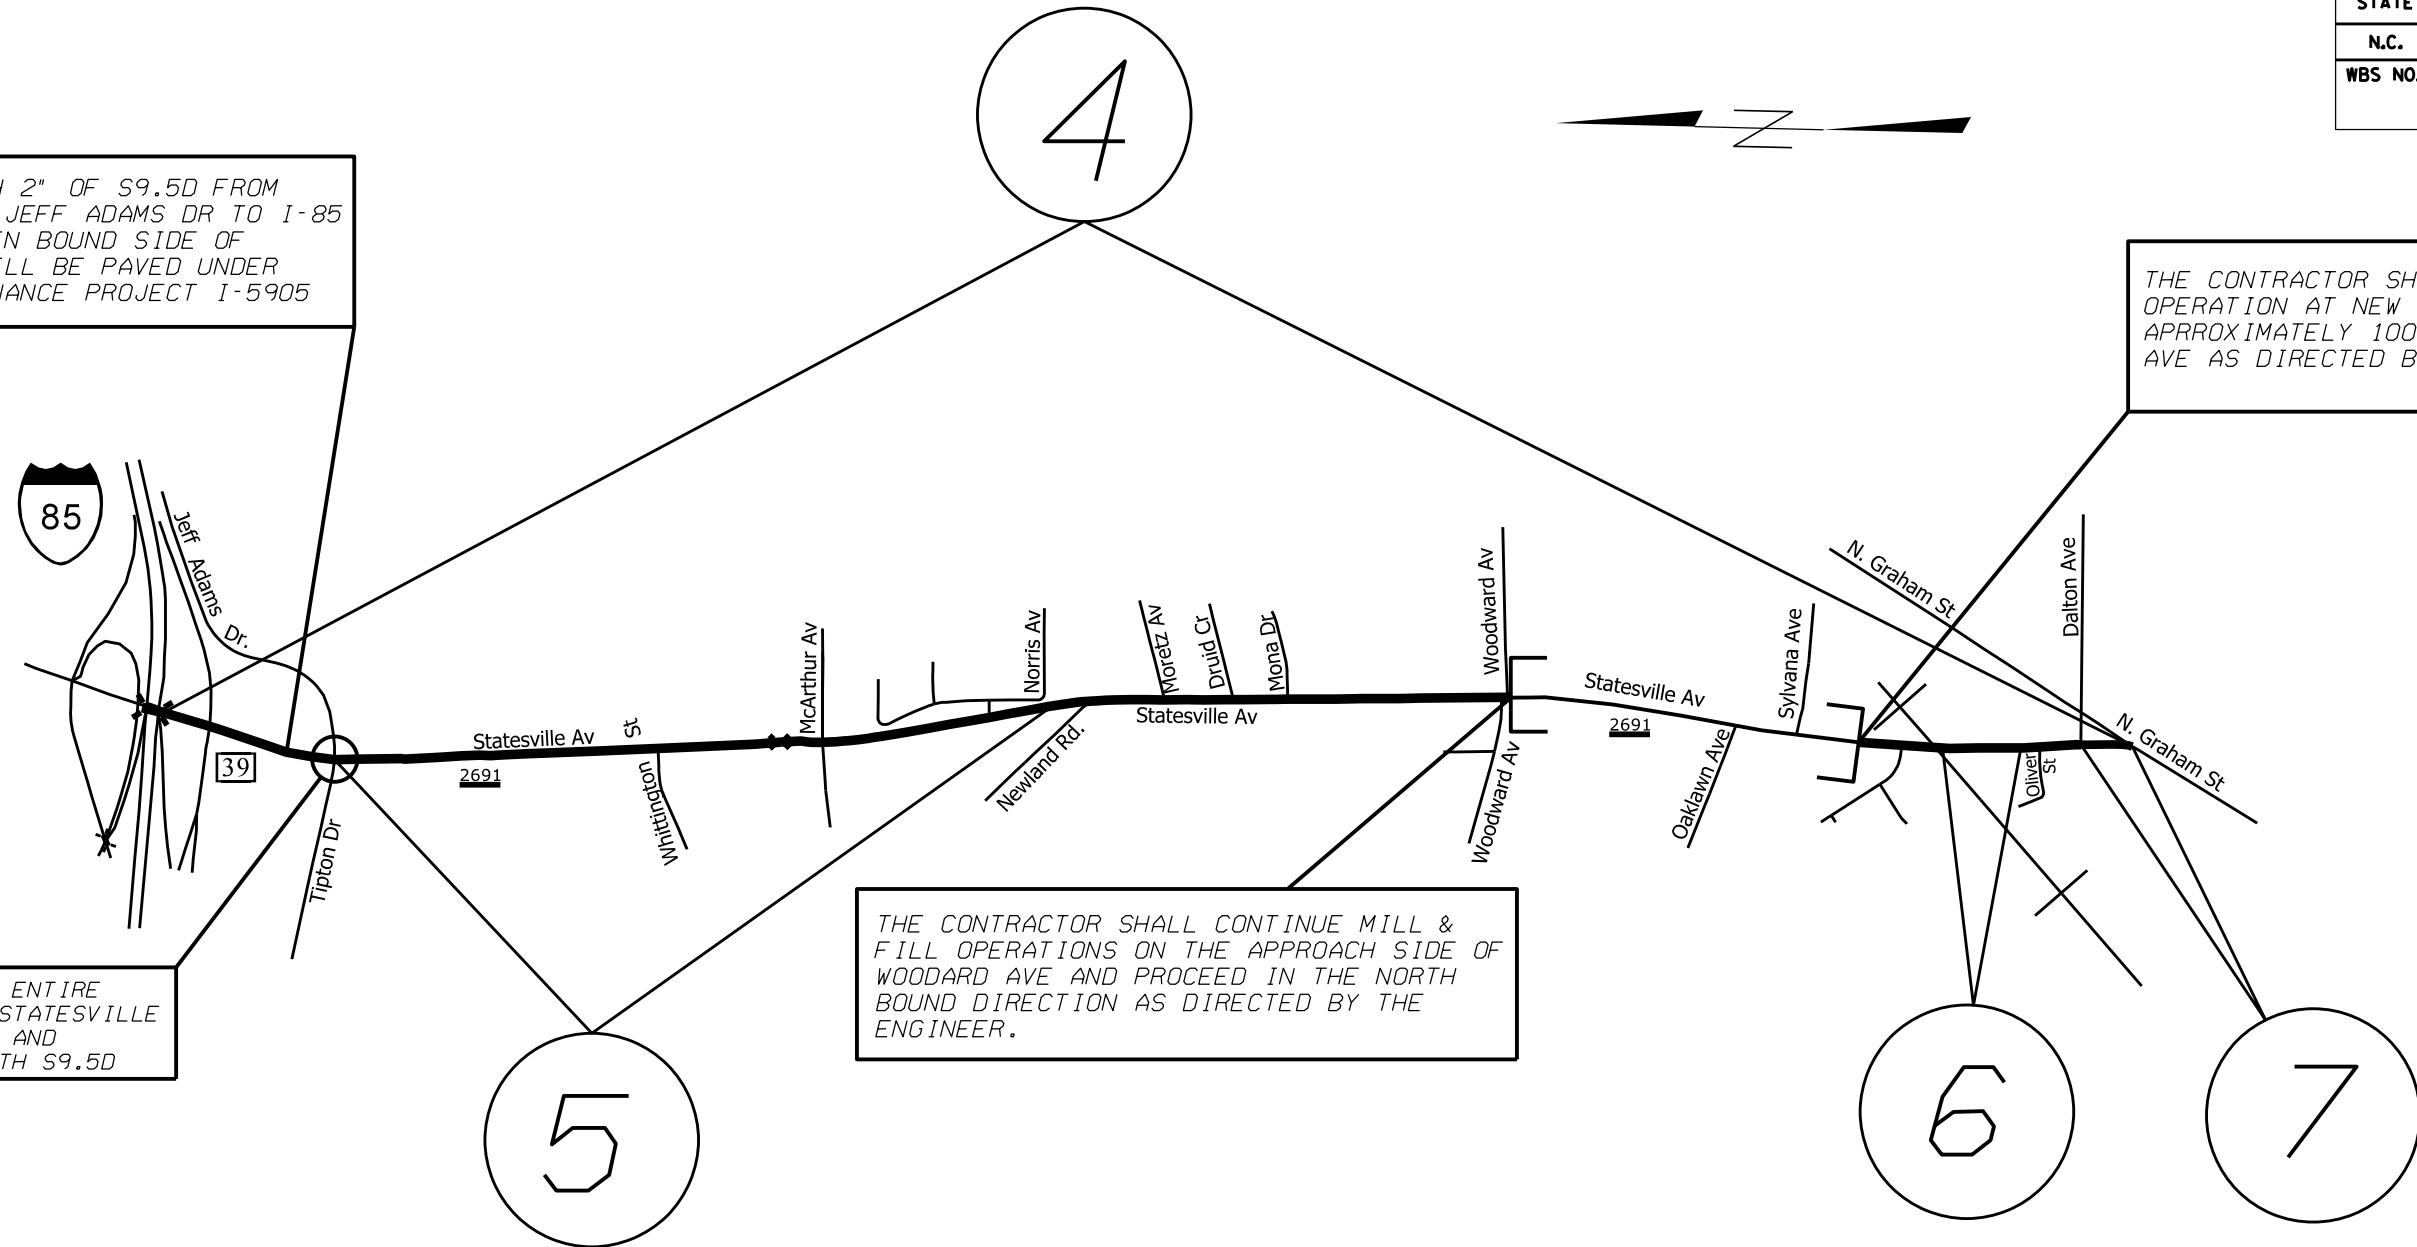 STATE
N.C.
WBS NO.
4
N
2" OF S9.5D FROM
JEFF ADAMS DR TO I-85
N BOUND SIDE OF
LL BE PAVED UNDER
ANCE PROJECT I-5905
THE CONTRACTOR SH
OPERATION AT NEW
APRROXIMATELY 100
AVE AS DIRECTED B
85
Jeff Adams Dr.
39
Statesville Av
2691
Whittington St
McArthur Av
Norris Av
Newland Rd.
Moretz Av
Druid Cr
Mona Dr
Statesville Av
Woodward Av
Woodward Av
Statesville Av
2691
Oaklawn Ave
Sylvana Ave
N. Graham St
Dalton Ave
N. Graham St
Oliver
St
Tipton Dr
THE CONTRACTOR SHALL CONTINUE MILL &
FILL OPERATIONS ON THE APPROACH SIDE OF
WOODARD AVE AND PROCEED IN THE NORTH
BOUND DIRECTION AS DIRECTED BY THE
ENGINEER.
ENTIRE
STATESVILLE
AND
TH S9.5D
5
6
7